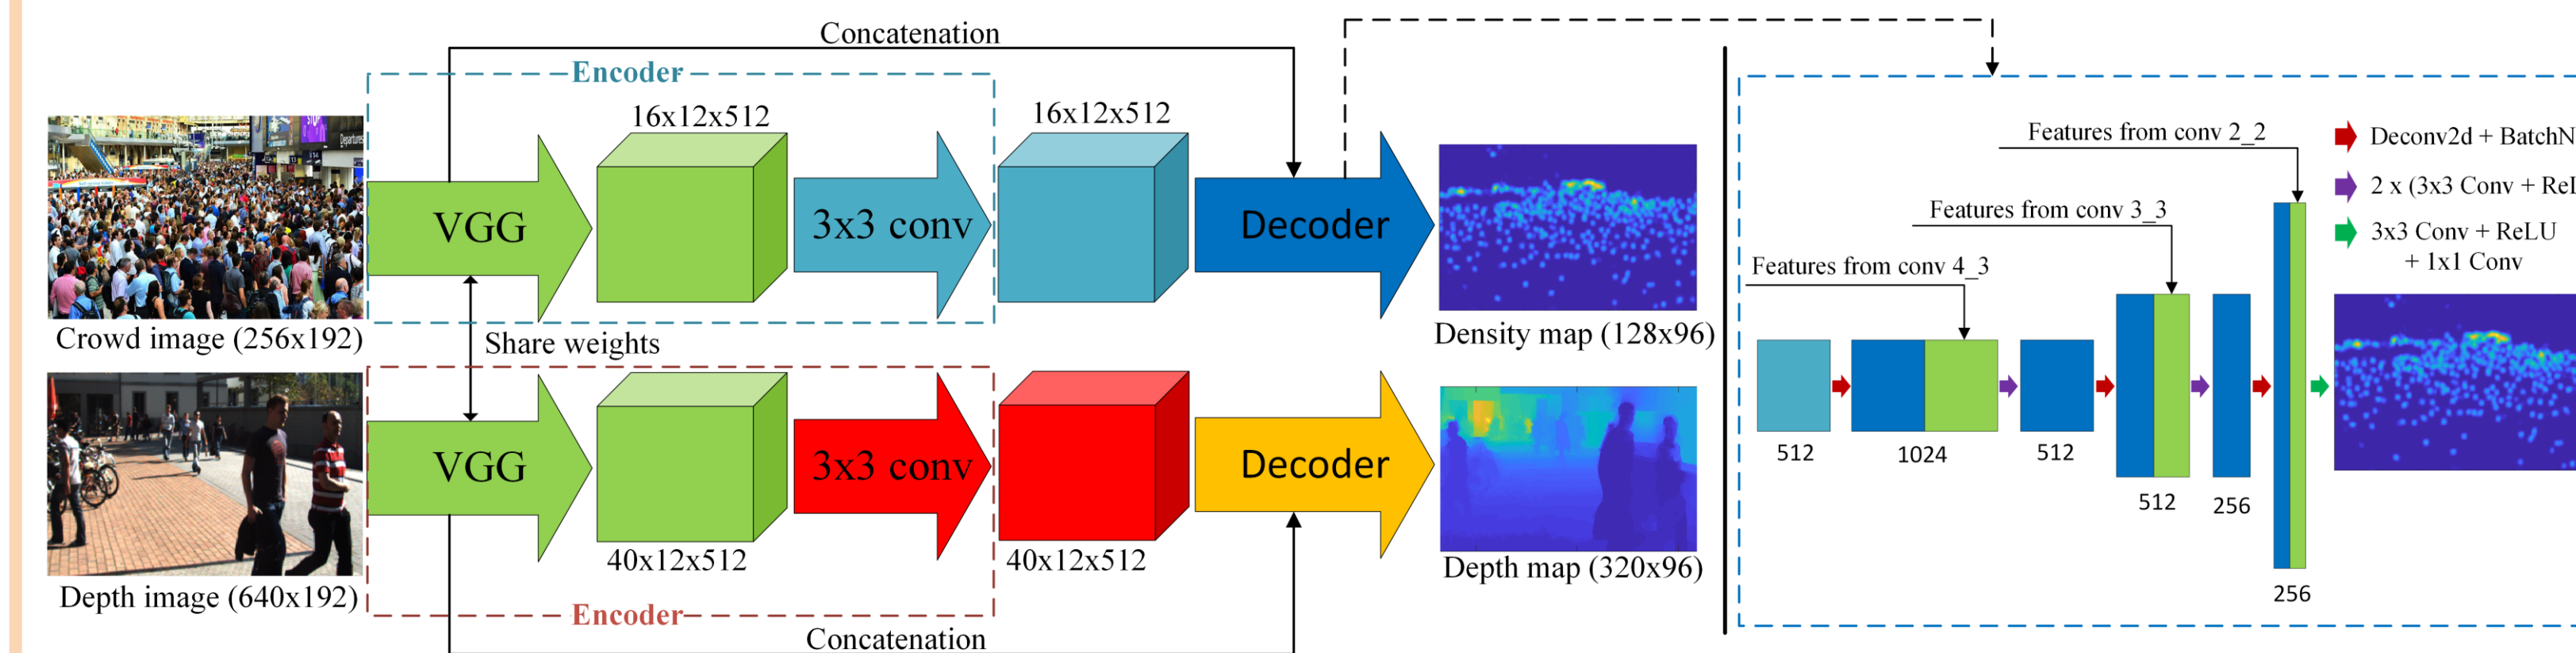 Concatenation
Encoder
16x12x512
16x12x512
VGG
3x3 conv
Decoder
Crowd image (256x192)
Density map (128x96)
Share weights
VGG
3x3 conv
Decoder
40x12x512
40x12x512
Depth image (640x192)
Depth map (320x96)
Encoder
Concatenation
Features from conv 2_2
Features from conv 3_3
Features from conv 4_3
Deconv2d + BatchN
2 x (3x3 Conv + ReL
3x3 Conv + ReLU
+ 1x1 Conv
512
1024
512
512
256
256